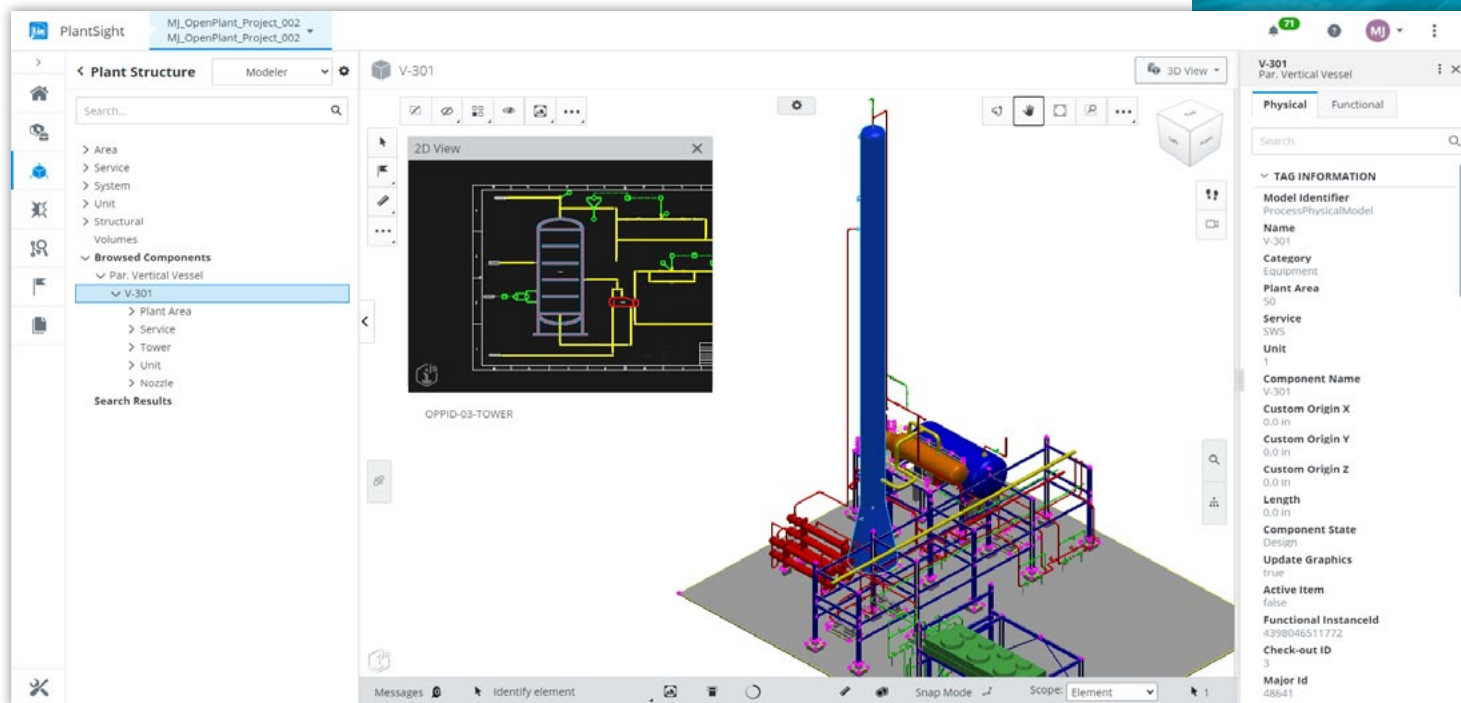 PlantSight
MJ_OpenPlant_Project_002
MJ_OpenPlant_Project_002
71
MJ
Plant Structure
Modeler
Search...
Area
Service
System
Unit
Structural
Volumes
Browsed Components
Par. Vertical Vessel
V-301
Plant Area
Service
Tower
Unit
Nozzle
Search Results
V-301
3D View
2D View
OPPID-03-TOWER
Messages
Identify element
Snap Mode
Scope:
Element
1
V-301
Par. Vertical Vessel
Physical
Functional
Search
TAG INFORMATION
Model Identifier
ProcessPhysicalModel
Name
V-301
Category
Equipment
Plant Area
50
Service
SWS
Unit
1
Component Name
V-301
Custom Origin X
0.0 in
Custom Origin Y
0.0 in
Custom Origin Z
0.0 in
Length
0.0 in
Component State
Design
Update Graphics
true
Active Item
false
Functional InstanceId
4398046511772
Check-out ID
3
Major Id
48641